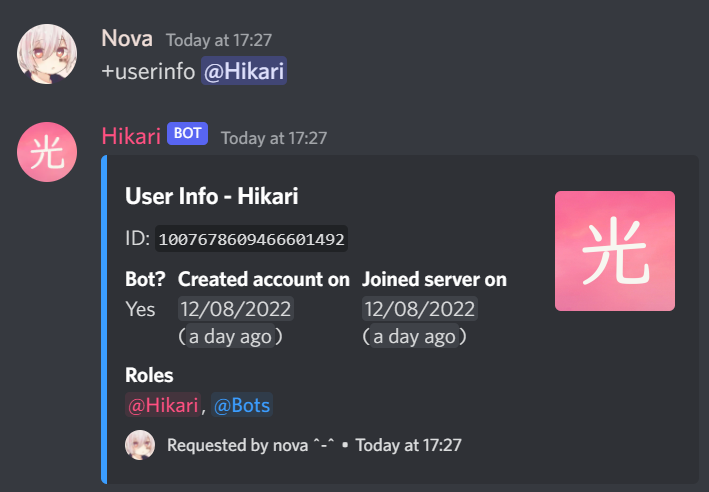 Nova Today at 17:27
+userinfo @Hikari
光
Hikari BOT Today at 17:27
User Info - Hikari
光
ID: 1007678609466601492
Bot? Created account on Joined server on
Yes 12/08/2022 12/08/2022
(a day ago) (a day ago)
Roles
@Hikari, @Bots
Requested by nova ˆ-ˆ • Today at 17:27